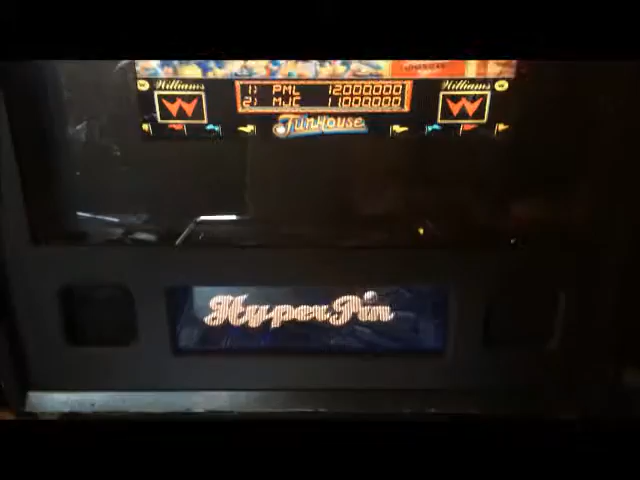 Williams
Williams
1) PML 12000000
2) MJC 11000000
FunHouse
HyperPin